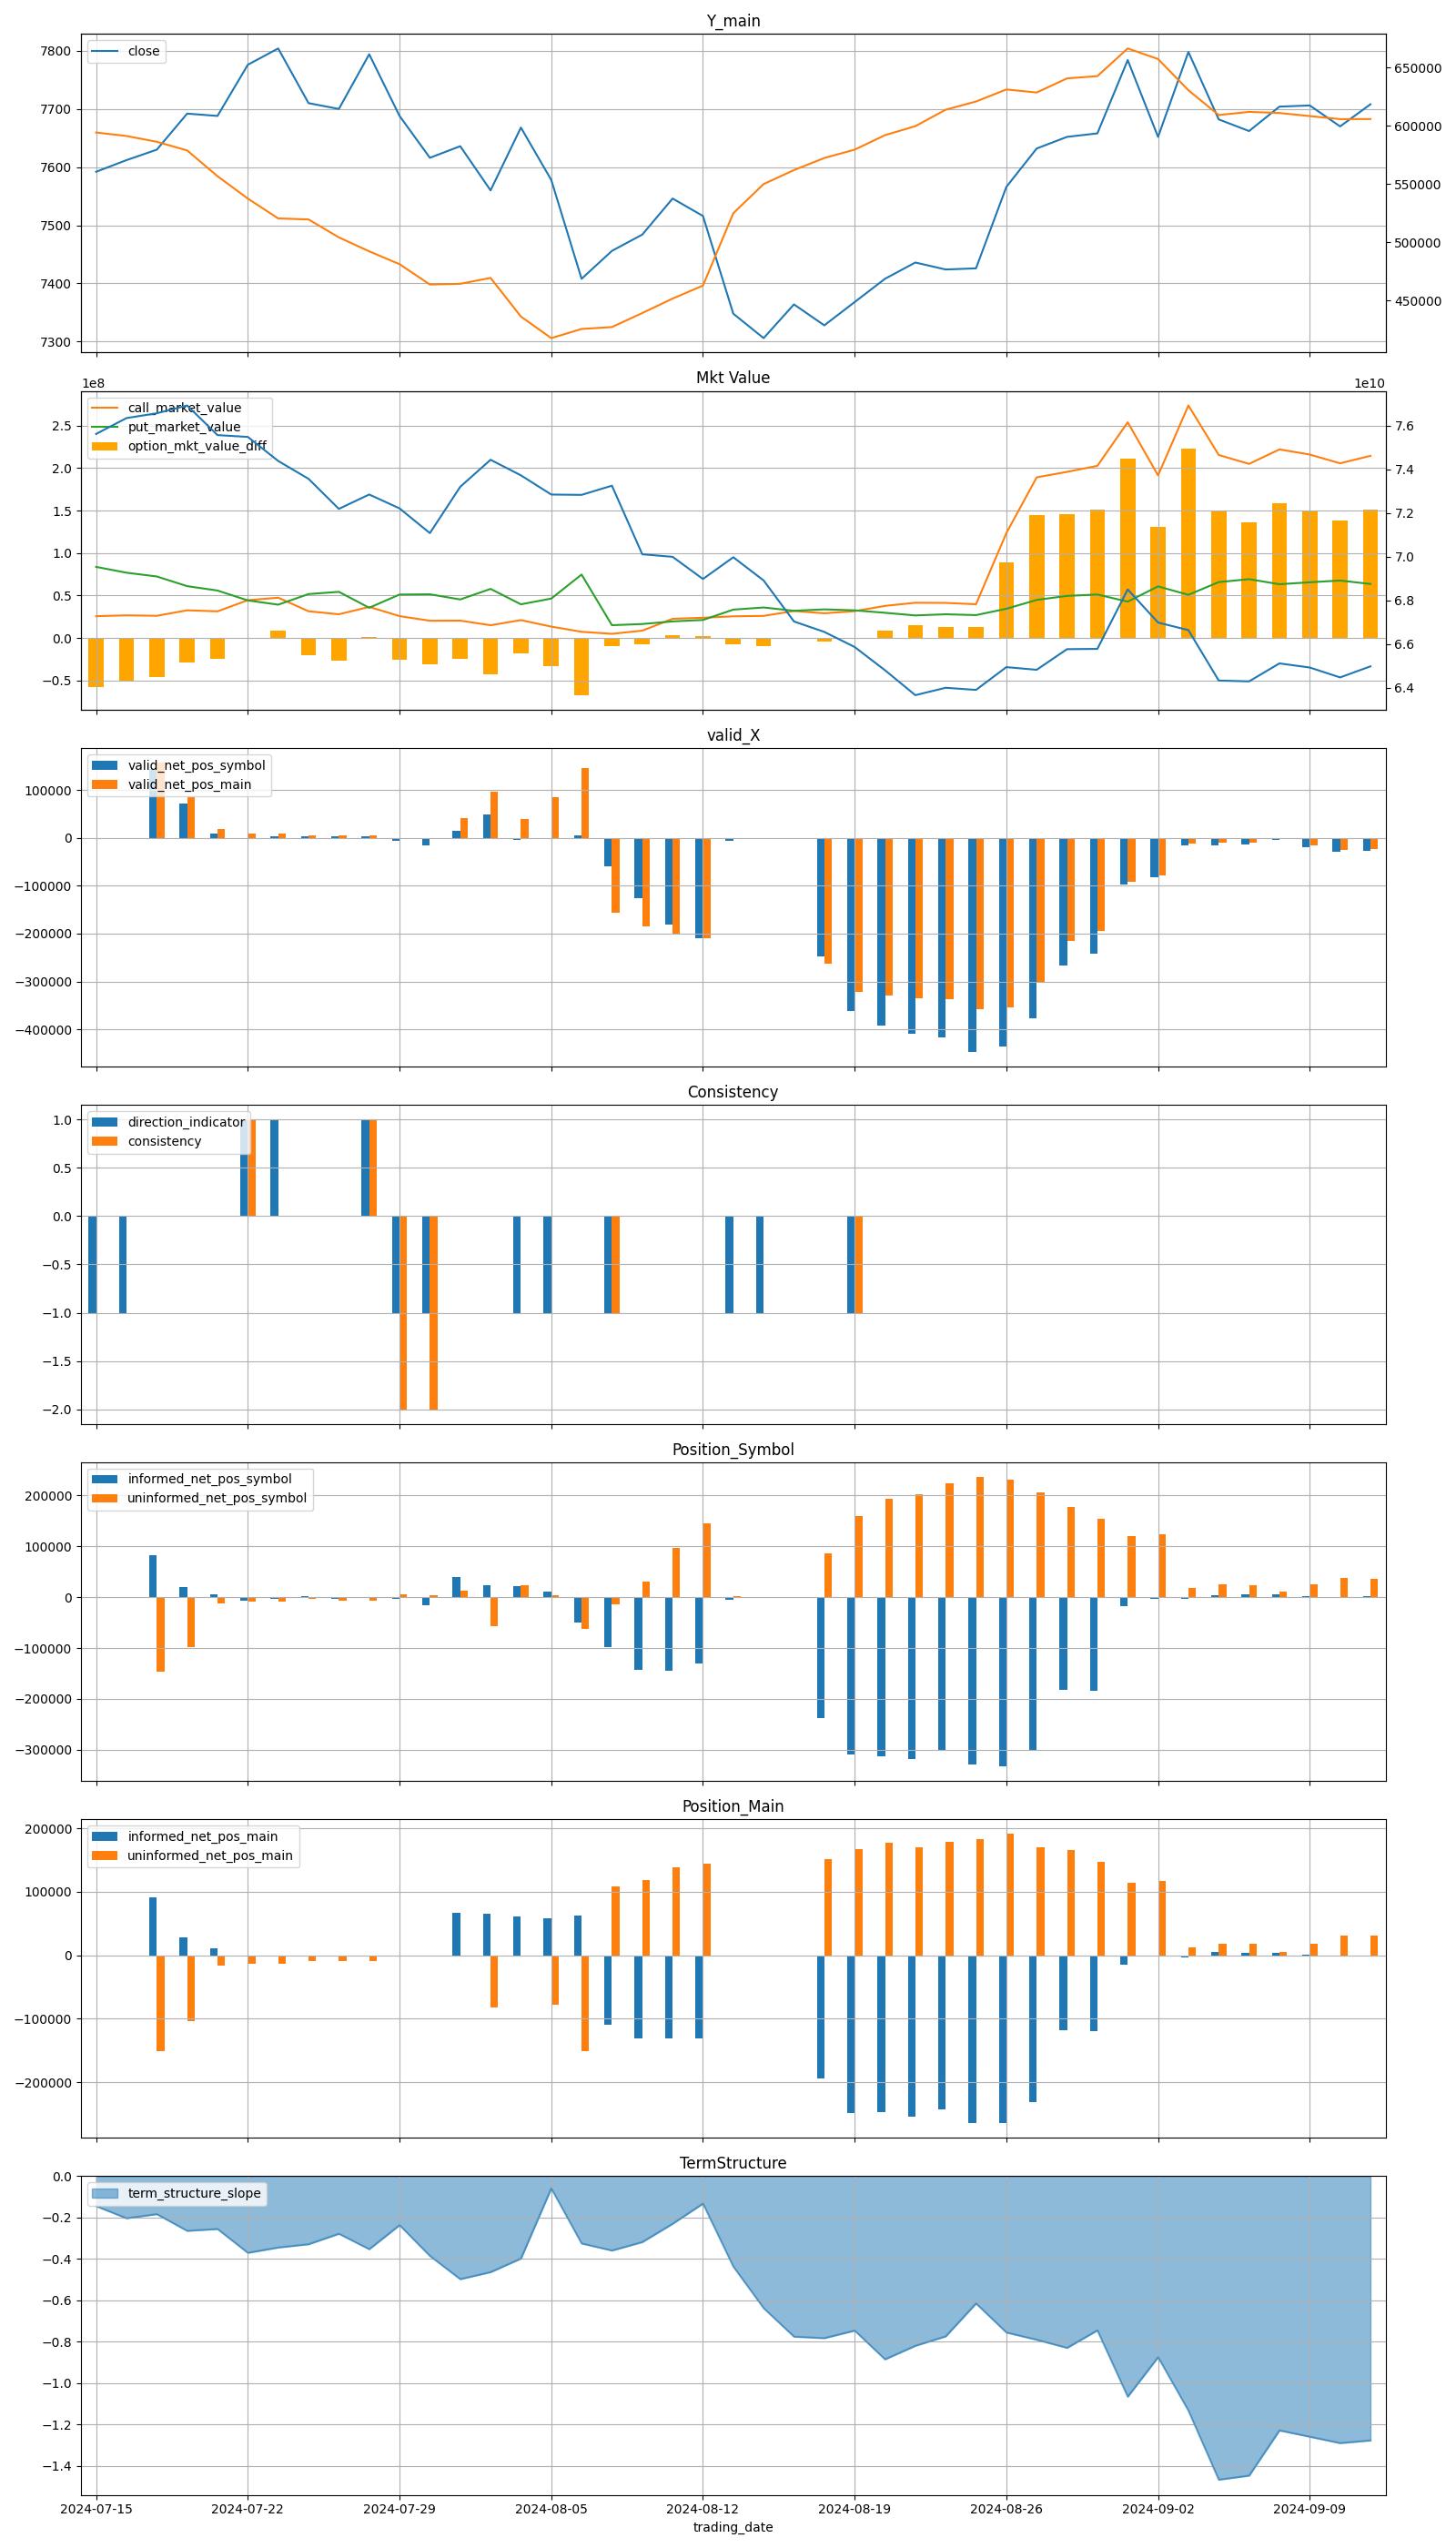 Y_main
close
7800
7700
7600
7500
7400
7300
650000
600000
550000
500000
450000
Mkt Value
1e8
1e10
call_market_value
put_market_value
option_mkt_value_diff
2.5
2.0
1.5
1.0
0.5
0.0
−0.5
7.6
7.4
7.2
7.0
6.8
6.6
6.4
valid_X
valid_net_pos_symbol
valid_net_pos_main
100000
0
−100000
−200000
−300000
−400000
Consistency
direction_indicator
consistency
1.0
0.5
0.0
−0.5
−1.0
−1.5
−2.0
Position_Symbol
informed_net_pos_symbol
uninformed_net_pos_symbol
200000
100000
0
−100000
−200000
−300000
Position_Main
informed_net_pos_main
uninformed_net_pos_main
200000
100000
0
−100000
−200000
TermStructure
term_structure_slope
0.0
−0.2
−0.4
−0.6
−0.8
−1.0
−1.2
−1.4
2024-07-15 2024-07-22 2024-07-29 2024-08-05 2024-08-12 2024-08-19 2024-08-26 2024-09-02 2024-09-09
trading_date